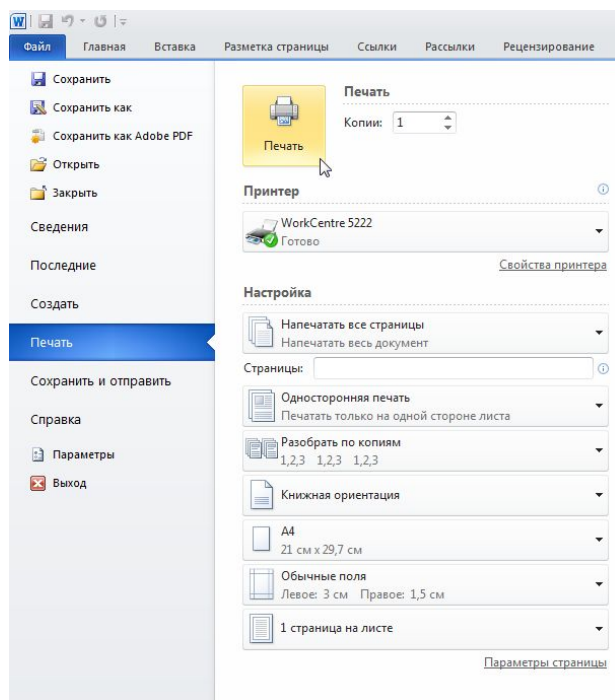 Файл Главная Вставка Разметка страницы Ссылки Рассылки Рецензирование
Сохранить
Сохранить как
Сохранить как Adobe PDF
Открыть
Закрыть
Сведения
Последние
Создать
Печать
Сохранить и отправить
Справка
Параметры
Выход
Печать
Печать
Копии: 1
Принтер
WorkCentre 5222
Готово
Свойства принтера
Настройка
Напечатать все страницы
Напечатать весь документ
Страницы:
Односторонняя печать
Печатать только на одной стороне листа
Разобрать по копиям
1,2,3 1,2,3 1,2,3
Книжная ориентация
A4
21 см x 29,7 см
Обычные поля
Левое: 3 см Правое: 1,5 см
1 страница на листе
Параметры страницы